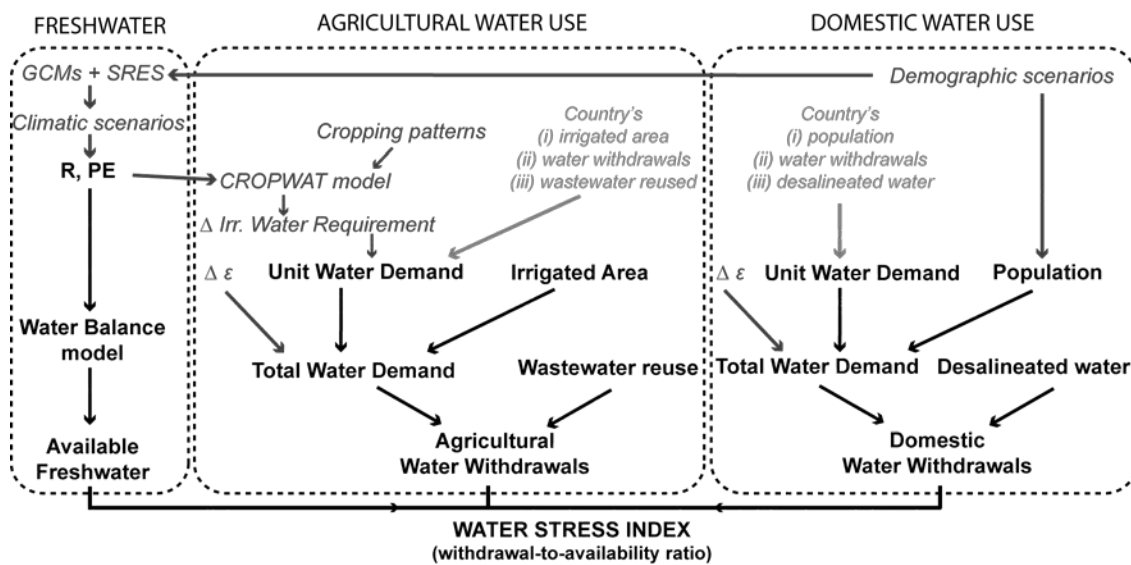 FRESHWATER
AGRICULTURAL WATER USE
DOMESTIC WATER USE
GCMs + SRES
Climatic scenarios
R, PE
Water Balance
model
Available
Freshwater
Cropping patterns
CROPWAT model
Δ Irr. Water Requirement
Country's
(i) irrigated area
(ii) water withdrawals
(iii) wastewater reused
Δ ε
Unit Water Demand
Irrigated Area
Total Water Demand
Wastewater reuse
Agricultural
Water Withdrawals
Demographic scenarios
Country's
(i) population
(ii) water withdrawals
(iii) desalineated water
Δ ε
Unit Water Demand
Population
Total Water Demand
Desalineated water
Domestic
Water Withdrawals
WATER STRESS INDEX
(withdrawal-to-availability ratio)